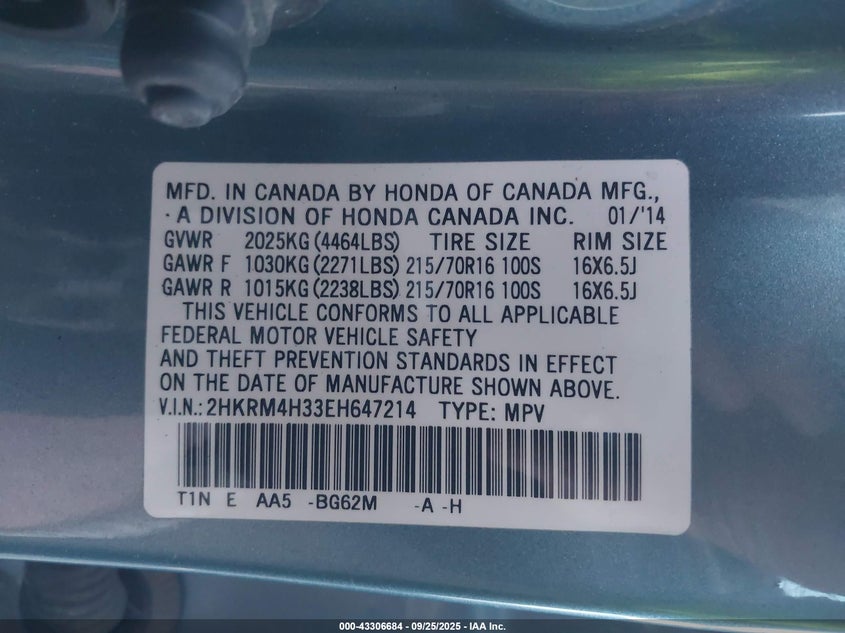 MFD. IN CANADA BY HONDA OF CANADA MFG.,
·A DIVISION OF HONDA CANADA INC. 01/'14
GVWR 2025KG (4464LBS) TIRE SIZE RIM SIZE
GAWR F 1030KG (2271LBS) 215/70R16 100S 16X6.5J
GAWR R 1015KG (2238LBS) 215/70R16 100S 16X6.5J
THIS VEHICLE CONFORMS TO ALL APPLICABLE
FEDERAL MOTOR VEHICLE SAFETY
AND THEFT PREVENTION STANDARDS IN EFFECT
ON THE DATE OF MANUFACTURE SHOWN ABOVE.
V.I.N.: 2HKRM4H33EH647214 TYPE: MPV
T1N E AA5 -BG62M -A -H
000-43306684 - 09/25/2025 - IAA Inc.